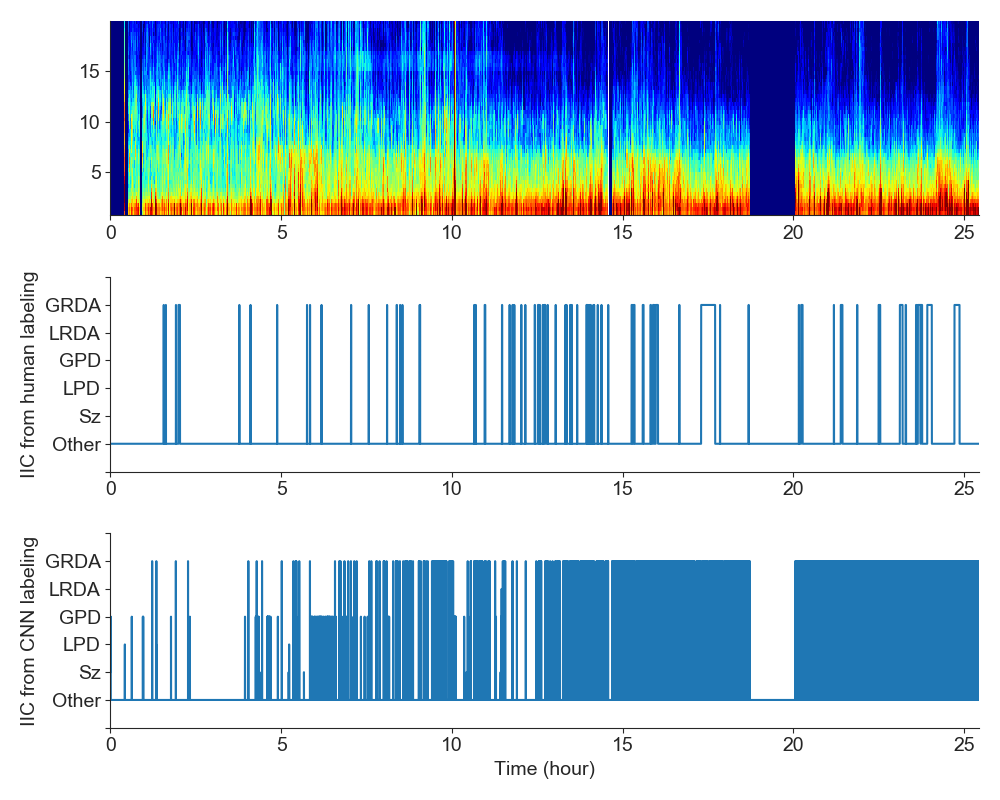 15
10
5
0 5 10 15 20 25
IIC from human labeling
GRDA
LRDA
GPD
LPD
Sz
Other
0 5 10 15 20 25
IIC from CNN labeling
GRDA
LRDA
GPD
LPD
Sz
Other
0 5 10 15 20 25
Time (hour)